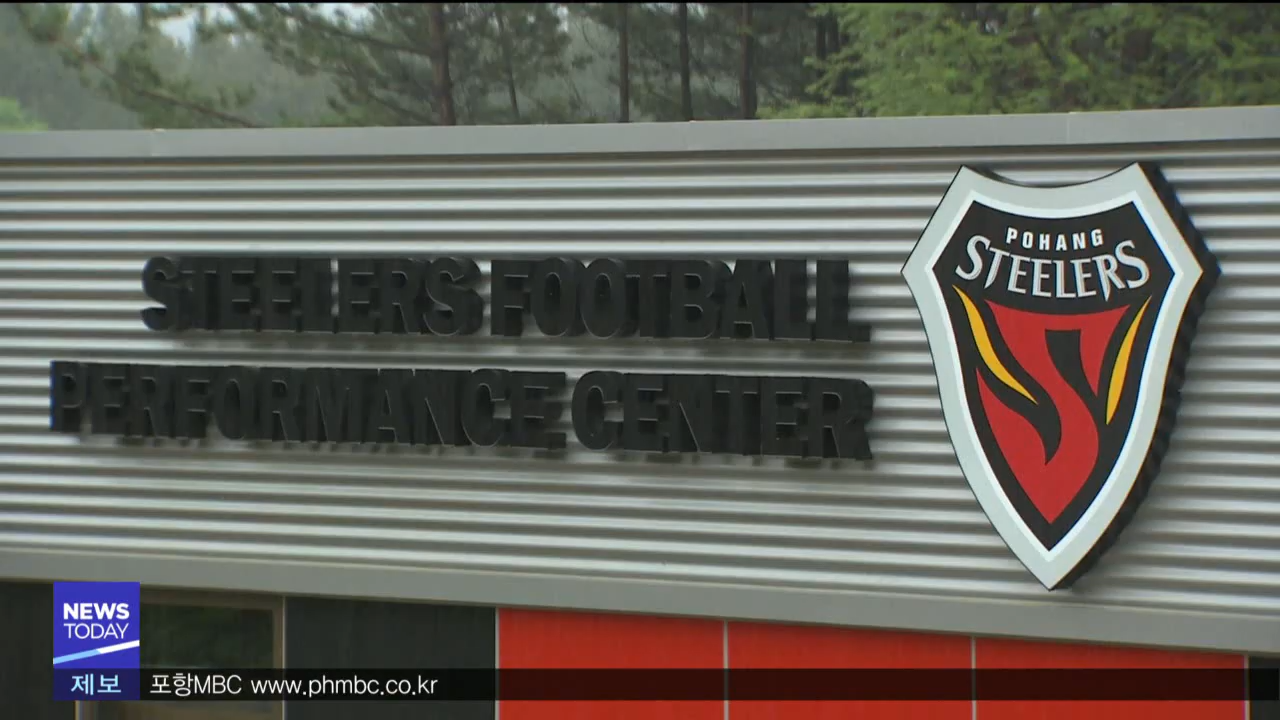 STEELERS FOOTBALL
PERFORMANCE CENTER
POHANG
STEELERS
NEWS
TODAY
제보 포항MBC www.phmbc.co.kr